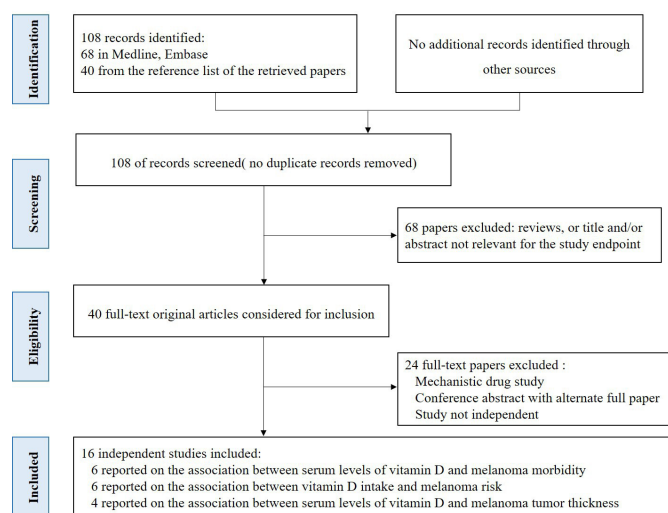 Identification
108 records identified:
68 in Medline, Embase
40 from the reference list of the retrieved papers
No additional records identified through
other sources
Screening
108 of records screened( no duplicate records removed)
68 papers excluded: reviews, or title and/or
abstract not relevant for the study endpoint
Eligibility
40 full-text original articles considered for inclusion
24 full-text papers excluded :
Mechanistic drug study
Conference abstract with alternate full paper
Study not independent
Included
16 independent studies included:
6 reported on the association between serum levels of vitamin D and melanoma morbidity
6 reported on the association between vitamin D intake and melanoma risk
4 reported on the association between serum levels of vitamin D and melanoma tumor thickness